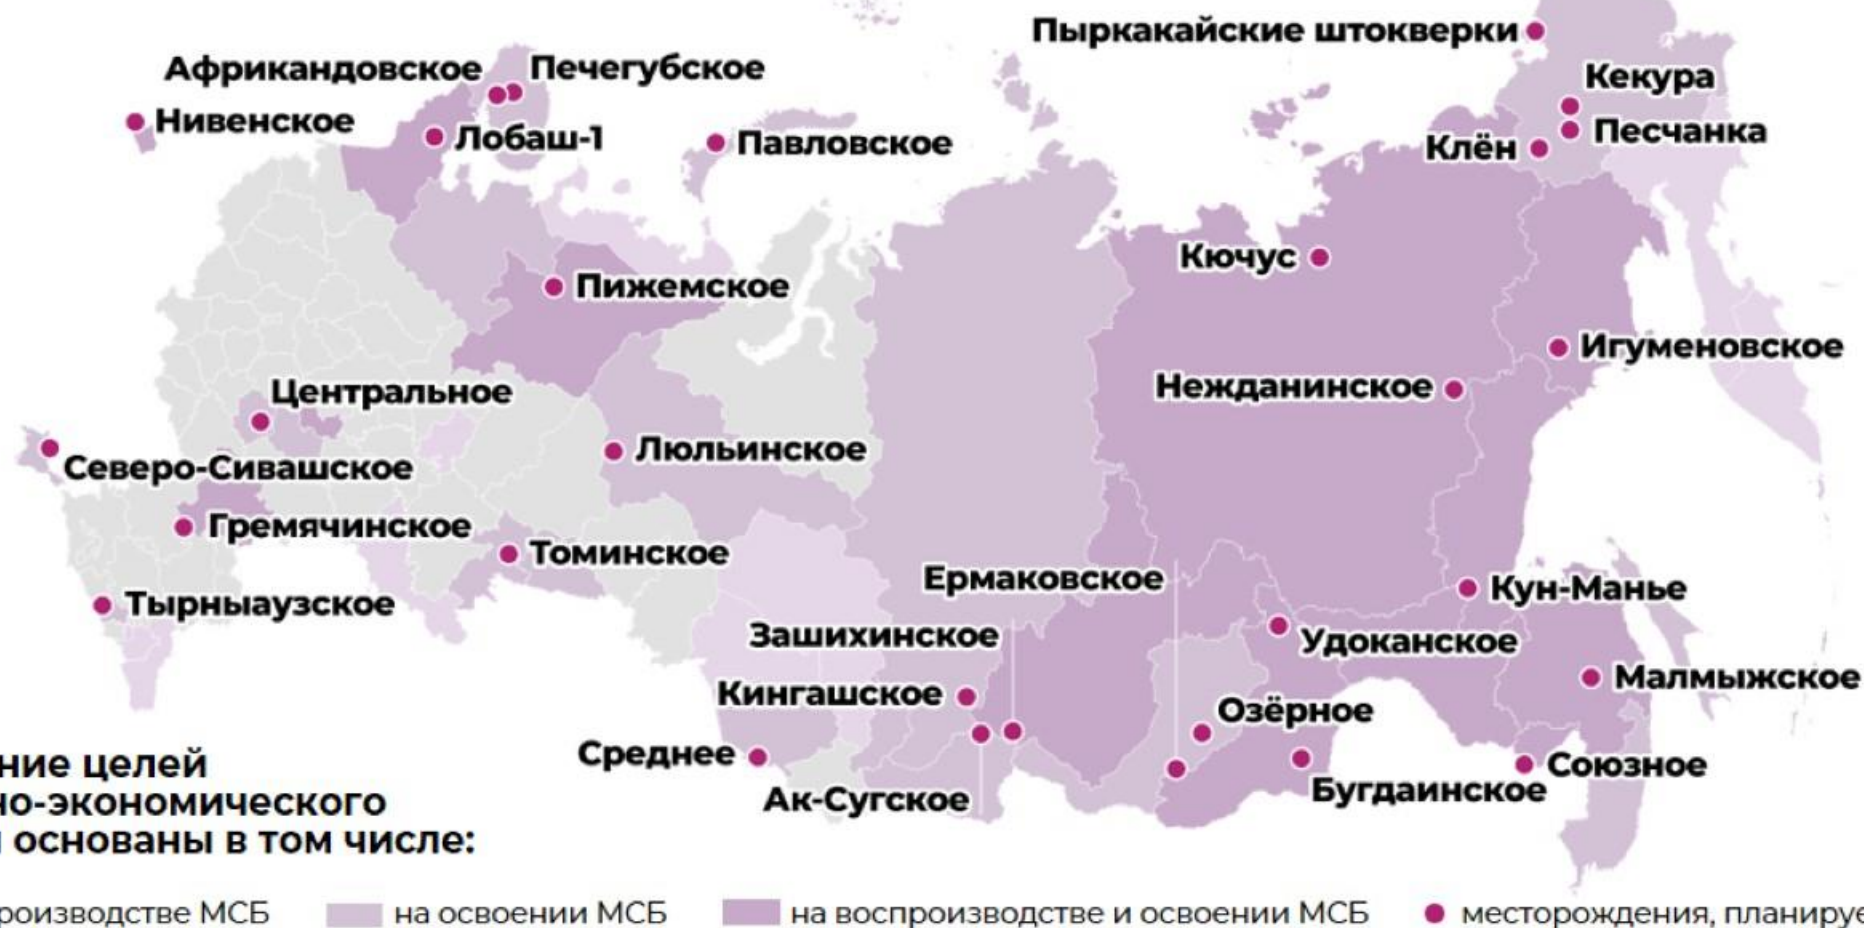 Пыркакайские штокверки
Африкандовское
Печегубское
Кекура
Нивенское
Лобаш-1
Павловское
Песчанка
Клён
Кючус
Пижемское
Игуменовское
Нежданинское
Центральное
Люльинское
Северо-Сивашское
Гремячинское
Томинское
Ермаковское
Кун-Манье
Тырныаузское
Зашихинское
Удоканское
Малмыжское
Кингашское
Озёрное
Среднее
Союзное
Бугдаинское
Ак-Сугское
ние целей
но-экономического
основаны в том числе:
роизводстве МСБ
на освоении МСБ
на воспроизводстве и освоении МСБ
месторождения, планируе